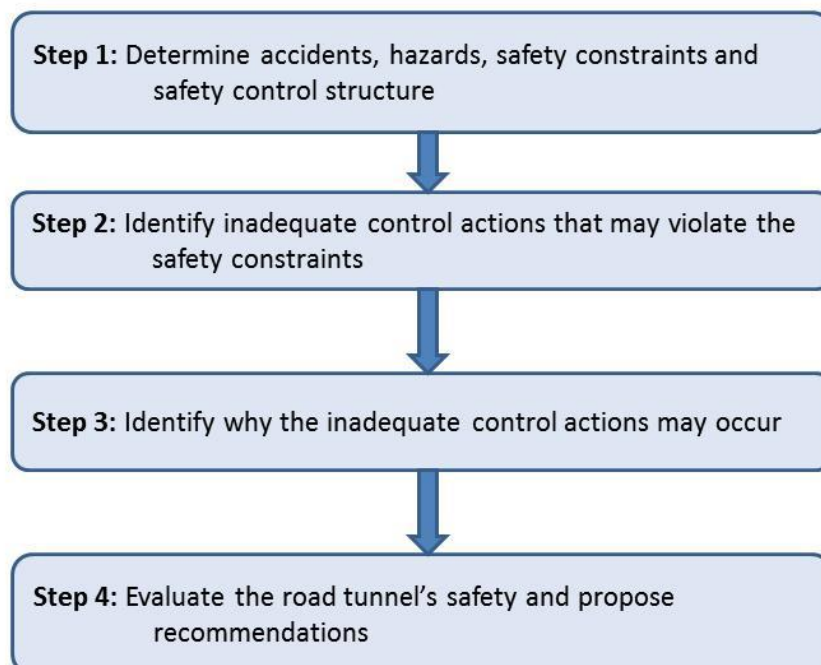 Step 1: Determine accidents, hazards, safety constraints and
safety control structure
Step 2: Identify inadequate control actions that may violate the
safety constraints
Step 3: Identify why the inadequate control actions may occur
Step 4: Evaluate the road tunnel's safety and propose
recommendations